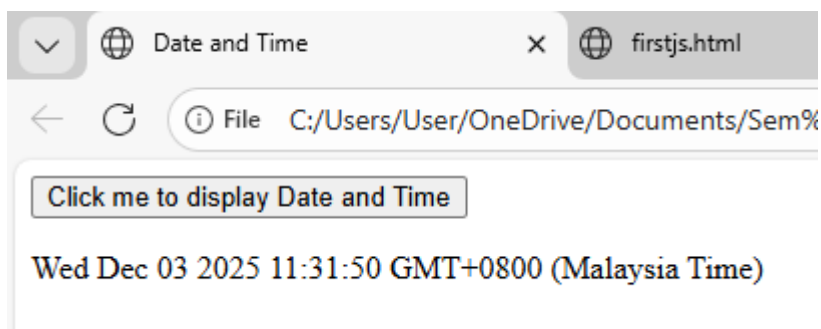 Date and Time
firstjs.html
File C:/Users/User/OneDrive/Documents/Sem%
Click me to display Date and Time
Wed Dec 03 2025 11:31:50 GMT+0800 (Malaysia Time)